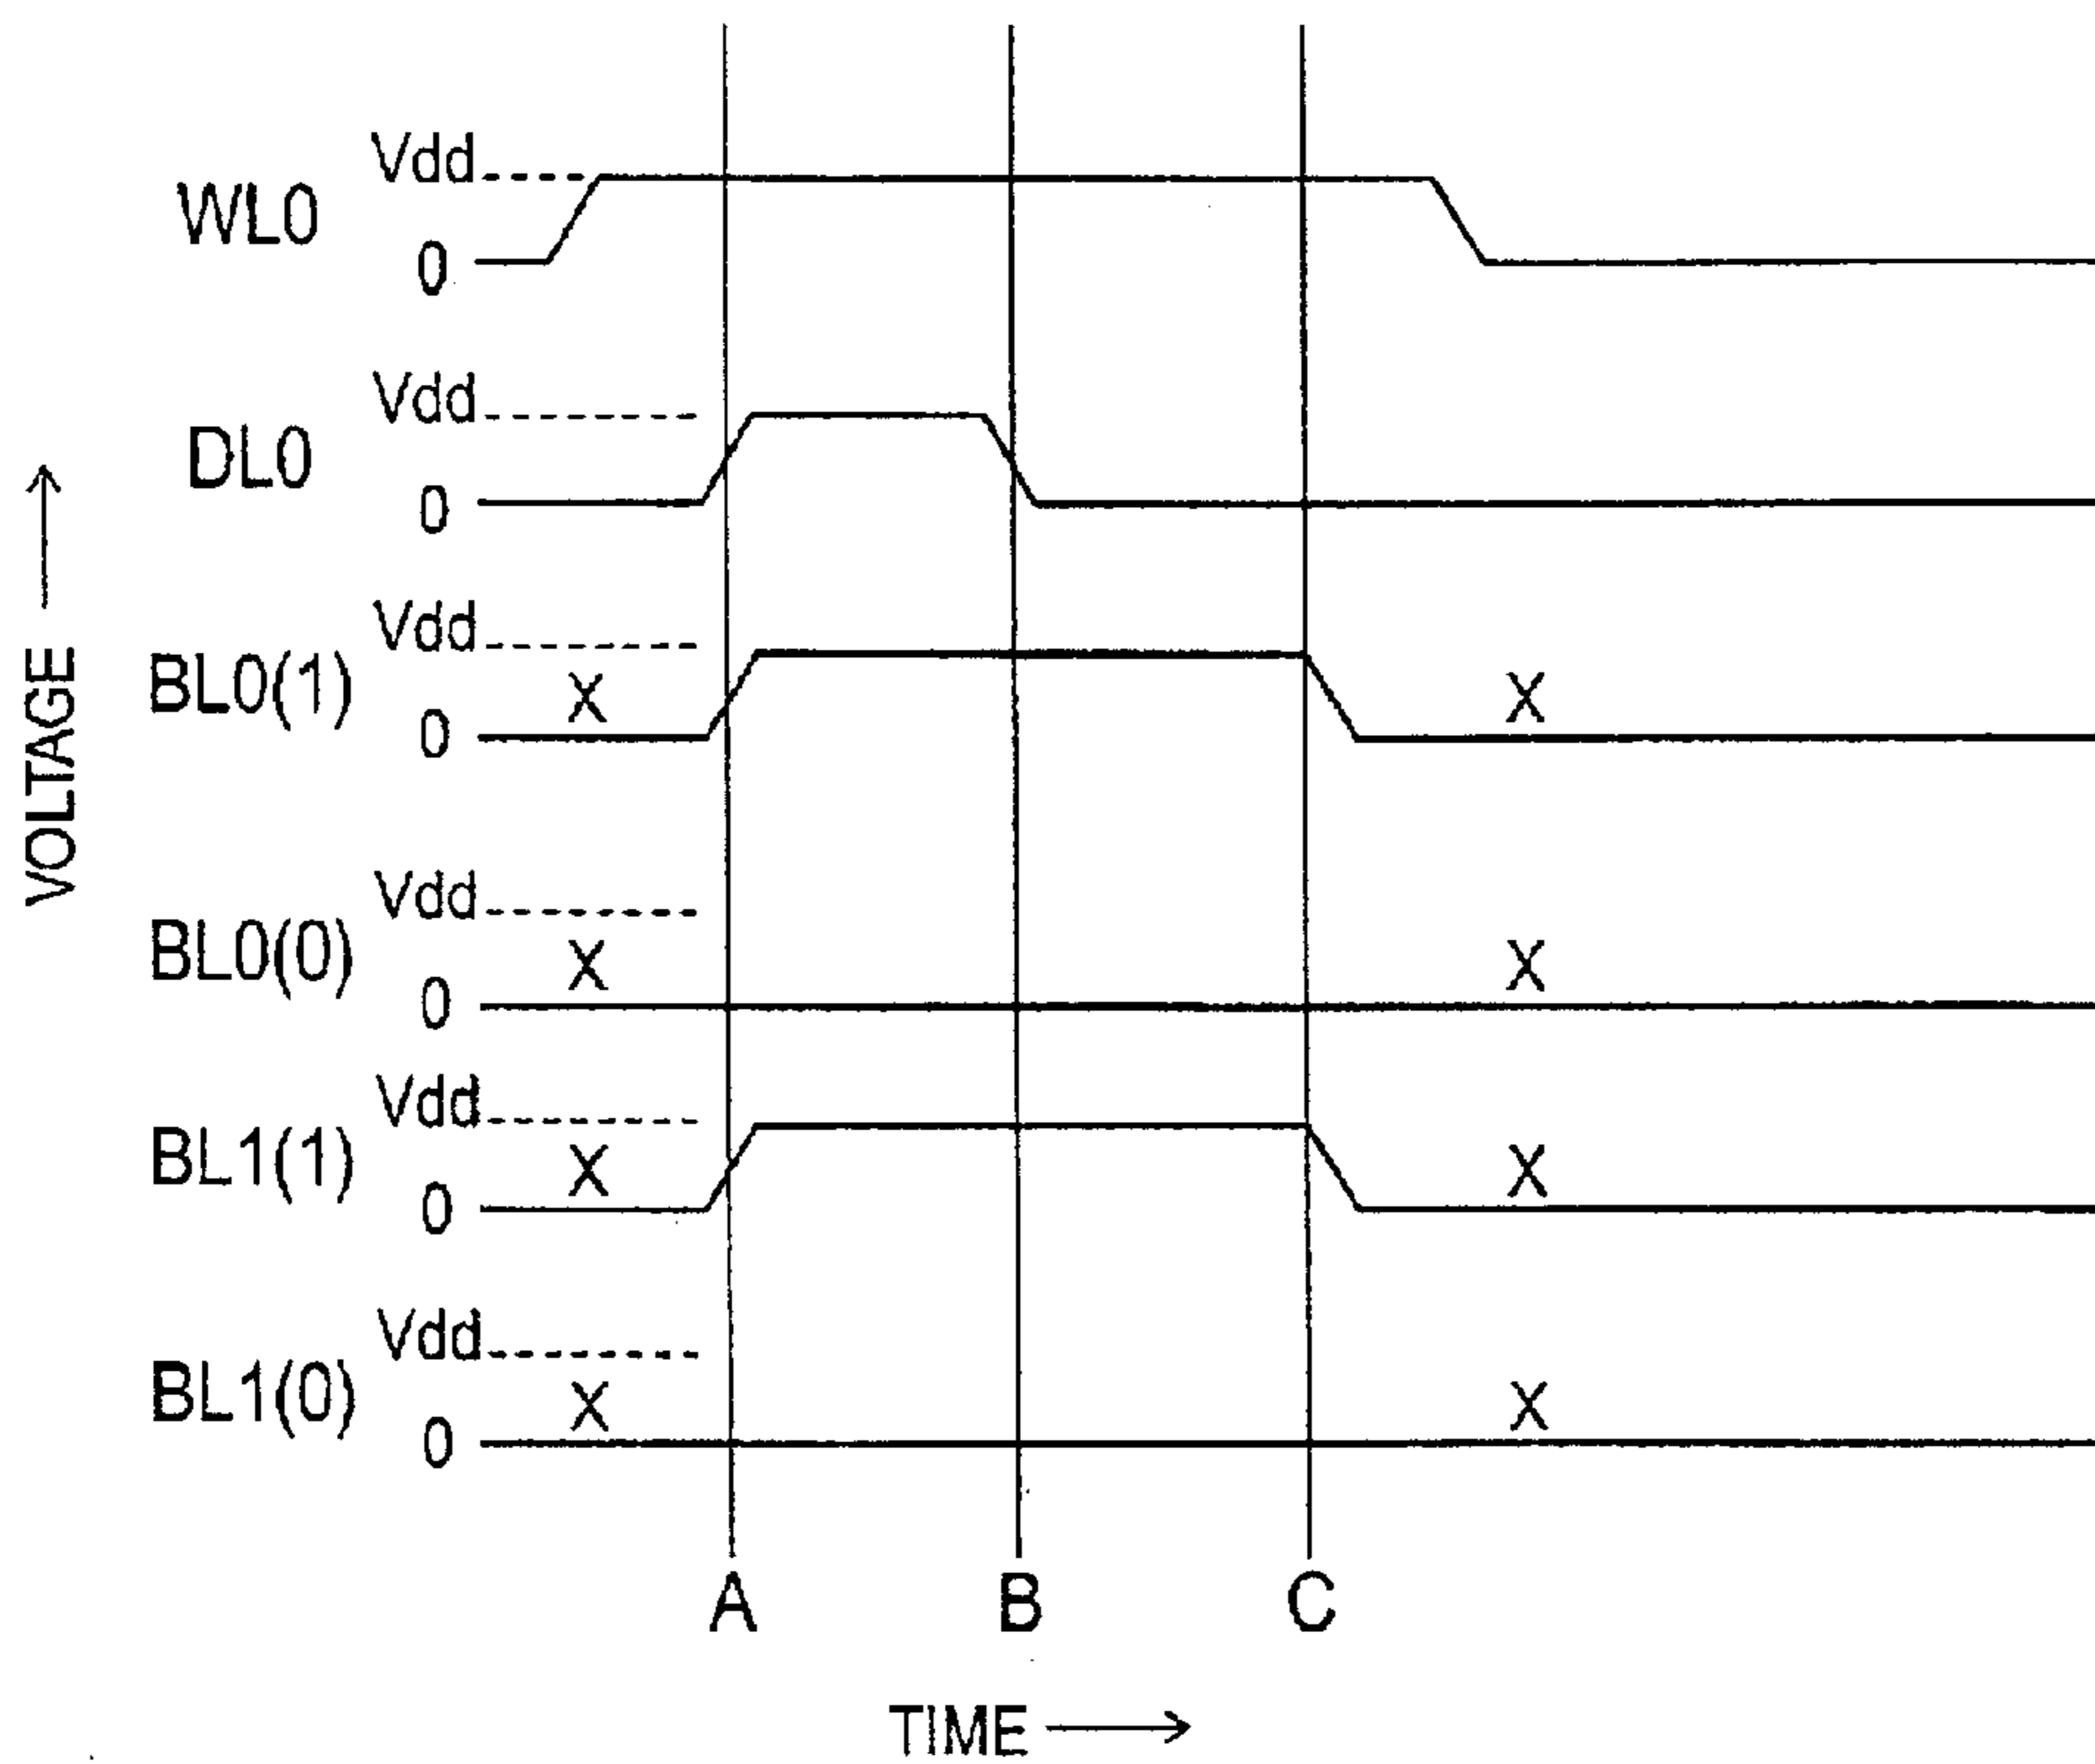 Vdd
WL0
0
Vdd
DL0
0
Vdd
BL0(1)
X
X
0
Vdd
BL0(0)
X
X
0
Vdd
BL1(1)
X
X
0
Vdd
BL1(0)
X
X
0
VOLTAGE
A
B
C
TIME